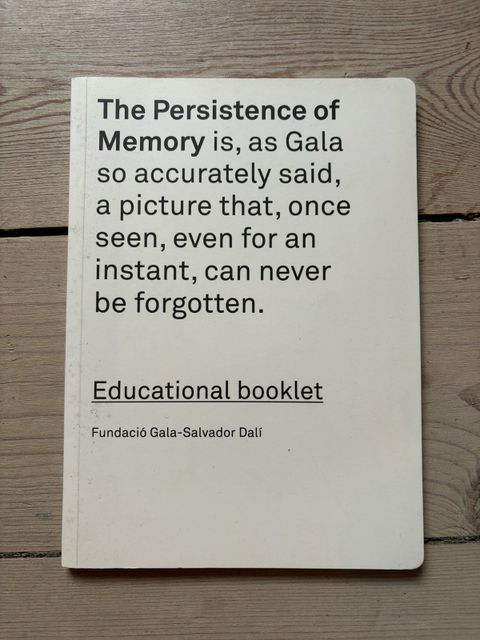 The Persistence of
Memory is, as Gala
so accurately said,
a picture that, once
seen, even for an
instant, can never
be forgotten.
Educational booklet
Fundació Gala-Salvador Dalí